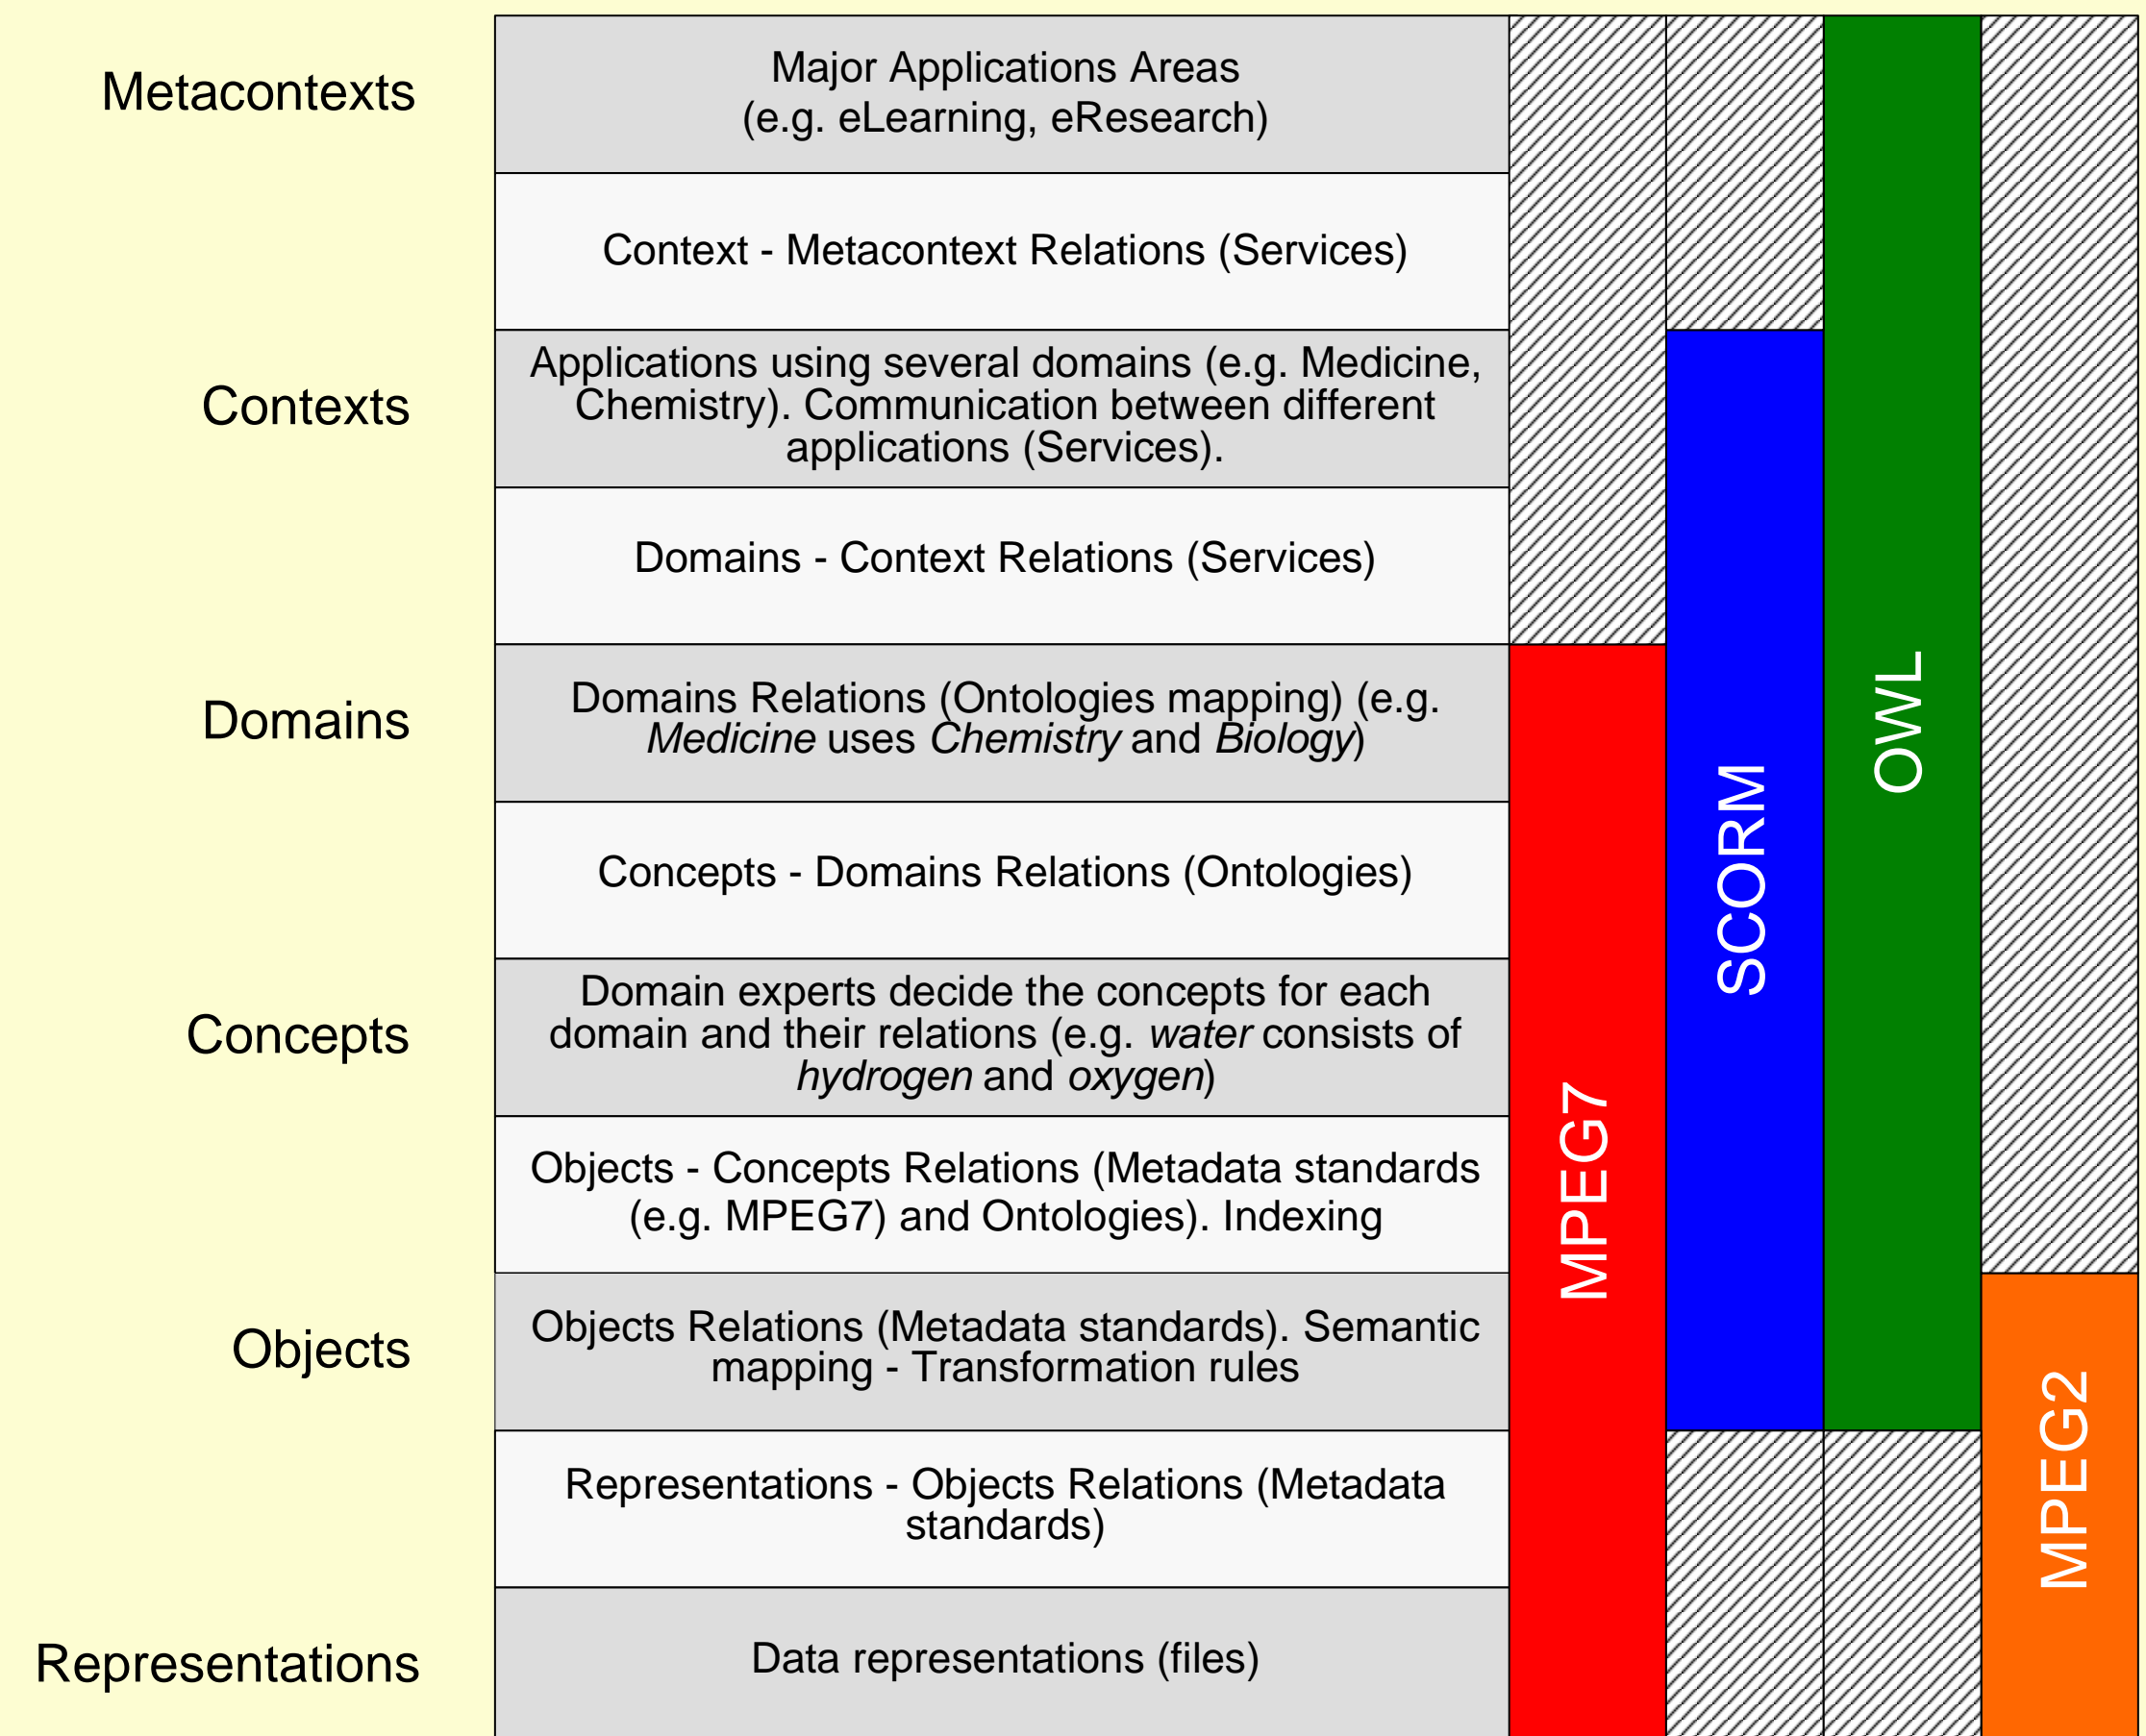 Metacontexts
Major Applications Areas
(e.g. eLearning, eResearch)
Context - Metacontext Relations (Services)
Contexts
Applications using several domains (e.g. Medicine,
Chemistry). Communication between different
applications (Services).
Domains - Context Relations (Services)
Domains
Domains Relations (Ontologies mapping) (e.g.
Medicine uses Chemistry and Biology)
Concepts - Domains Relations (Ontologies)
Concepts
Domain experts decide the concepts for each
domain and their relations (e.g. water consists of
hydrogen and oxygen)
Objects - Concepts Relations (Metadata standards
(e.g. MPEG7) and Ontologies). Indexing
Objects
Objects Relations (Metadata standards). Semantic
mapping - Transformation rules
Representations - Objects Relations (Metadata
standards)
Representations
Data representations (files)
MPEG7
SCORM
OWL
MPEG2